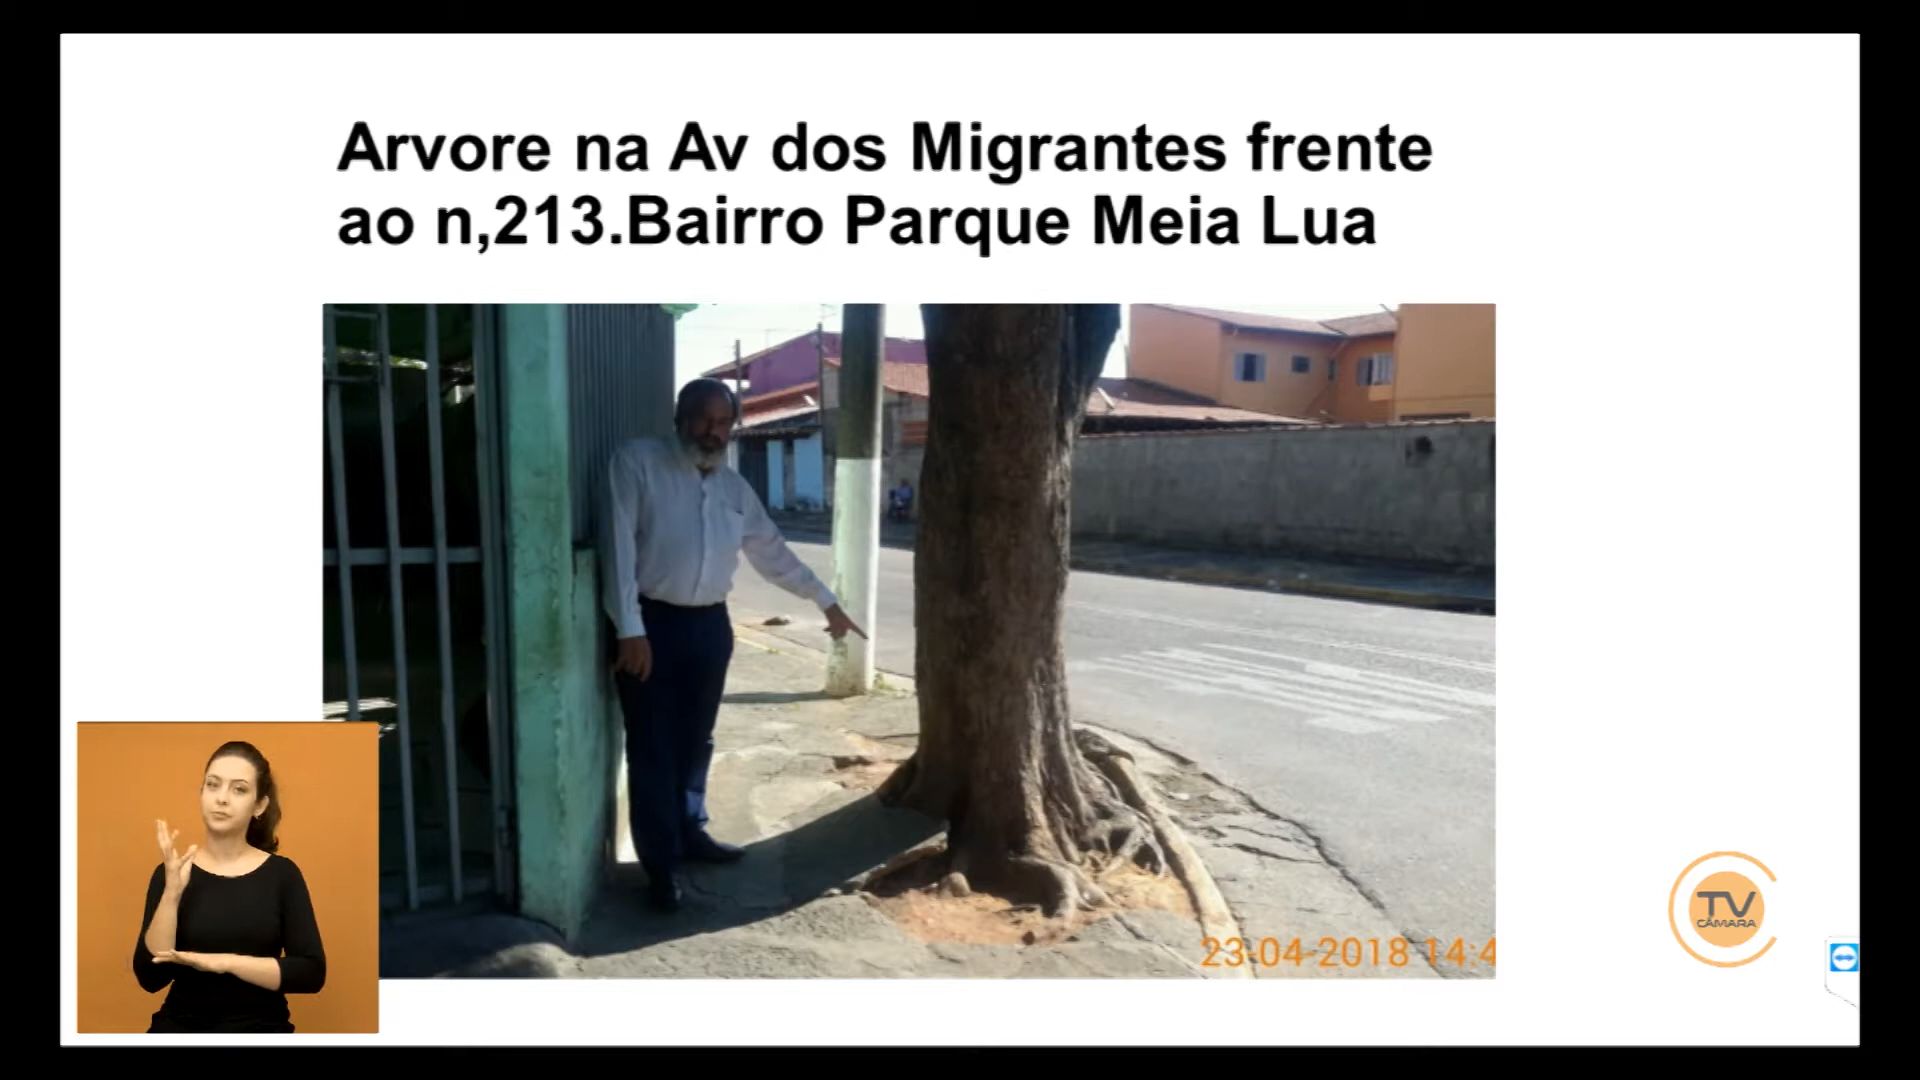 Arvore na Av dos Migrantes frente
ao n,213.Bairro Parque Meia Lua
23-04-2018 14:4
TV
CÂMARA